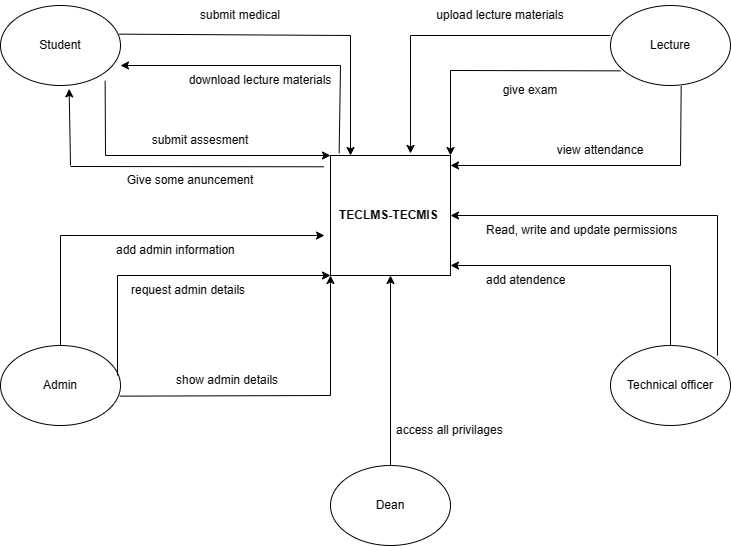 submit medical
upload lecture materials
Student
Lecture
download lecture materials
give exam
submit assesment
view attendance
Give some anuncement
TECLMS-TECMIS
Read, write and update permissions
add admin information
add atendence
request admin details
show admin details
Admin
Technical officer
access all privilages
Dean